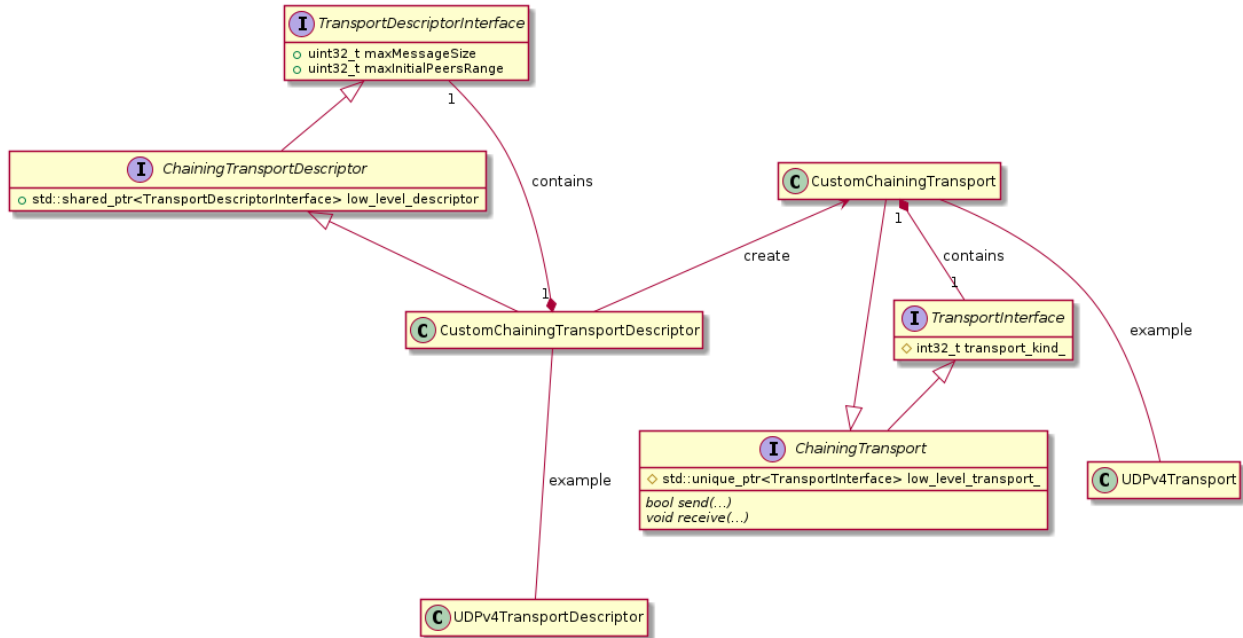 I TransportDescriptorInterface
uint32_t maxMessageSize
uint32_t maxInitialPeersRange
1
I ChainingTransportDescriptor
std::shared_ptr<TransportDescriptorInterface> low_level_descriptor
contains
C CustomChainingTransport
1
create
contains
1
1
C CustomChainingTransportDescriptor
I TransportInterface
int32_t transport_kind_
example
I ChainingTransport
std::unique_ptr<TransportInterface> low_level_transport_
bool send(...)
void receive(...)
C UDPv4Transport
example
C UDPv4TransportDescriptor